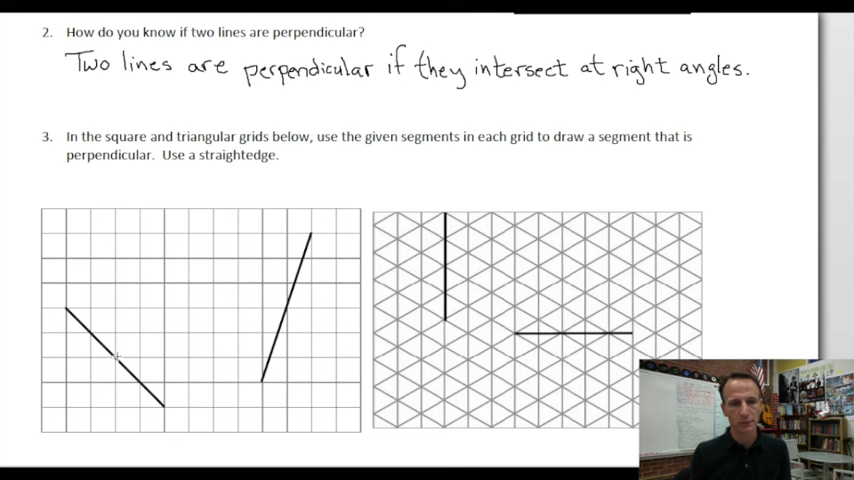 2. How do you know if two lines are perpendicular?
Two lines are perpendicular if they intersect at right angles.
3. In the square and triangular grids below, use the given segments in each grid to draw a segment that is
perpendicular. Use a straightedge.